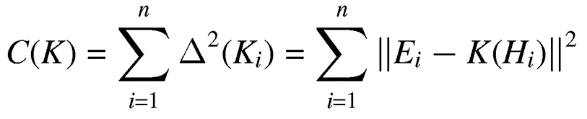 C(K) = \sum_{i=1}^{n} \Delta^2(K_i) = \sum_{i=1}^{n} ||E_i - K(H_i)||^2